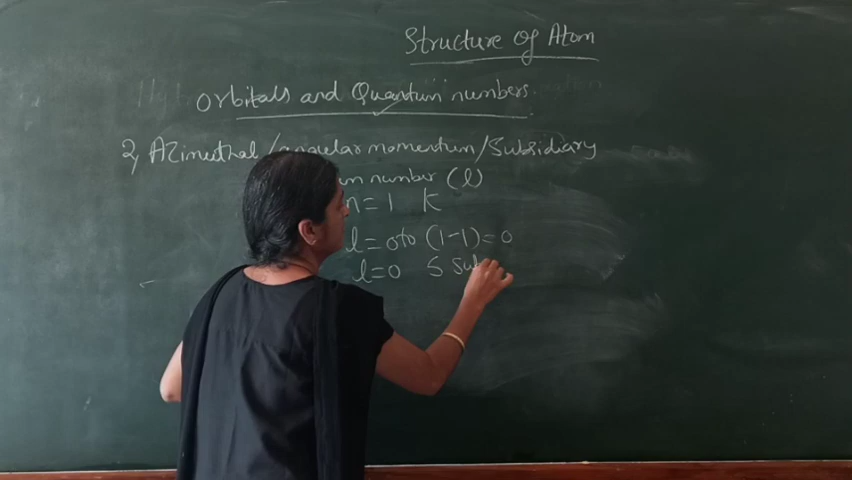 Structure of Atom
Orbitals and Quantum numbers.
2, Azimuthal / angular momentum / Subsidiary
number (l)
n=1 K
l=0 to (1-1)=0
l=0 S Sub